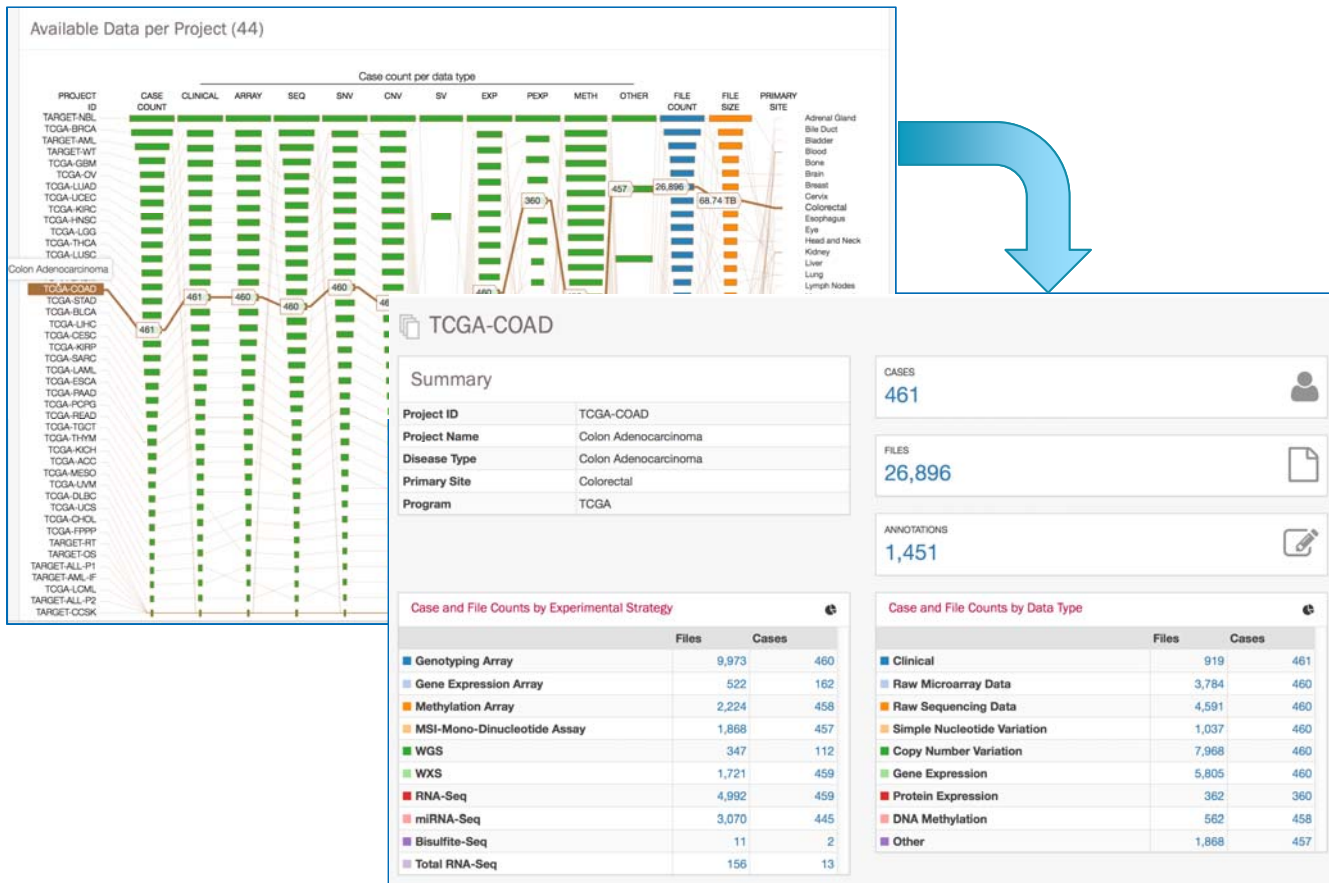 Available Data per Project (44)
Case count per data type
PROJECT ID CASE COUNT CLINICAL ARRAY SEQ SNV CNV SV EXP PEXP METH OTHER FILE COUNT FILE SIZE PRIMARY SITE
TARGET-NBL
TCGA-BRCA
TARGET-AML
TARGET-WT
TCGA-GBM
TCGA-OV
TCGA-LUAD
TCGA-UCEC
TCGA-KIRC
TCGA-HNSC
TCGA-LGG
TCGA-THCA
TCGA-LUSC
Colon Adenocarcinoma
TCGA-COAD
TCGA-STAD
TCGA-BLCA
TCGA-LIHC
TCGA-CESC
TCGA-KIRP
TCGA-SARC
TCGA-LAML
TCGA-ESCA
TCGA-PAAD
TCGA-PCPG
TCGA-READ
TCGA-TGCT
TCGA-THYM
TCGA-KICH
TCGA-ACC
TCGA-MESO
TCGA-UVM
TCGA-DLBC
TCGA-UCS
TCGA-CHOL
TCGA-FPPP
TARGET-RT
TARGET-OS
TARGET-ALL-P1
TARGET-AML-IF
TCGA-LCML
TARGET-ALL-P2
TARGET-CCSK
461
461
460
460
460
360
457
26,896
68.74 TB
Adrenal Gland
Bile Duct
Bladder
Blood
Bone
Brain
Breast
Cervix
Colorectal
Esophagus
Eye
Head and Neck
Kidney
Liver
Lung
Lymph Nodes
TCGA-COAD
Summary
Project ID TCGA-COAD
Project Name Colon Adenocarcinoma
Disease Type Colon Adenocarcinoma
Primary Site Colorectal
Program TCGA
CASES
461
FILES
26,896
ANNOTATIONS
1,451
Case and File Counts by Experimental Strategy
Files Cases
Genotyping Array 9,973 460
Gene Expression Array 522 162
Methylation Array 2,224 458
MSI-Mono-Dinucleotide Assay 1,868 457
WGS 347 112
WXS 1,721 459
RNA-Seq 4,992 459
miRNA-Seq 3,070 445
Bisulfite-Seq 11 2
Total RNA-Seq 156 13
Case and File Counts by Data Type
Files Cases
Clinical 919 461
Raw Microarray Data 3,784 460
Raw Sequencing Data 4,591 460
Simple Nucleotide Variation 1,037 460
Copy Number Variation 7,968 460
Gene Expression 5,805 460
Protein Expression 362 360
DNA Methylation 562 458
Other 1,868 457